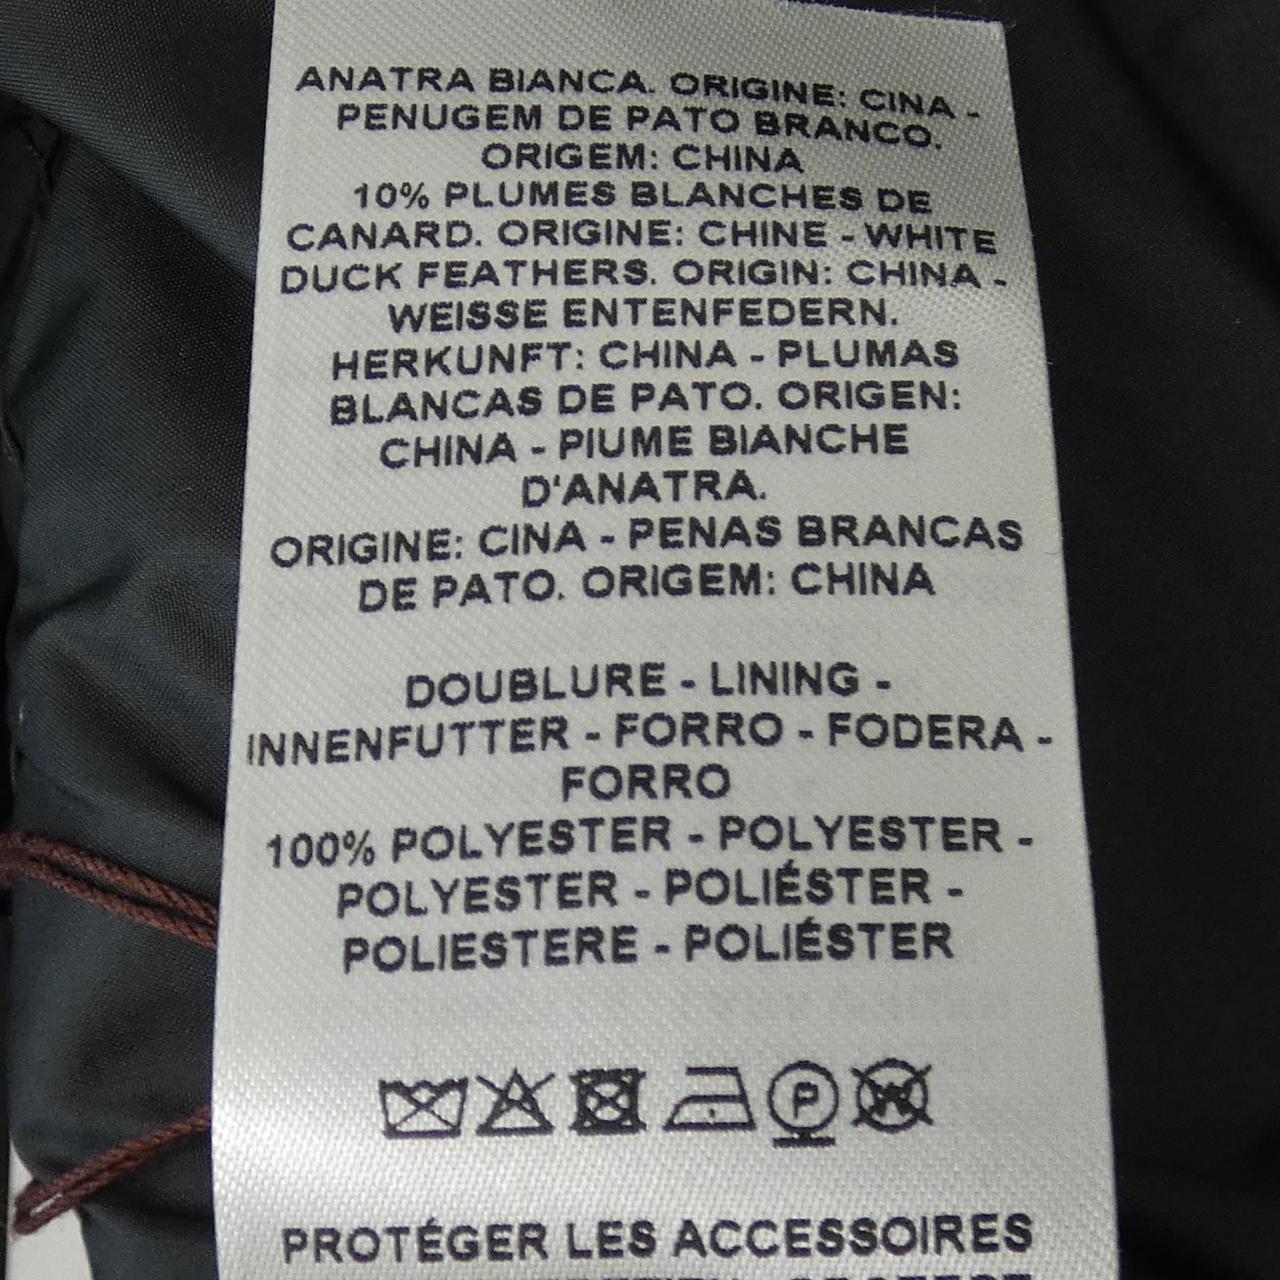 ANATRA BIANCA. ORIGINE: CINA -
PENUGEM DE PATO BRANCO.
ORIGEM: CHINA
10% PLUMES BLANCHES DE
CANARD. ORIGINE: CHINE - WHITE
DUCK FEATHERS. ORIGIN: CHINA -
WEISSE ENTENFEDERN.
HERKUNFT: CHINA - PLUMAS
BLANCAS DE PATO. ORIGEN:
CHINA - PIUME BIANCHE
D'ANATRA.
ORIGINE: CINA - PENAS BRANCAS
DE PATO. ORIGEM: CHINA
DOUBLURE - LINING -
INNENFUTTER - FORRO - FODERA -
FORRO
100% POLYESTER - POLYESTER -
POLYESTER - POLIÉSTER -
POLIESTERE - POLIÉSTER
P W
PROTÉGER LES ACCESSOIRES